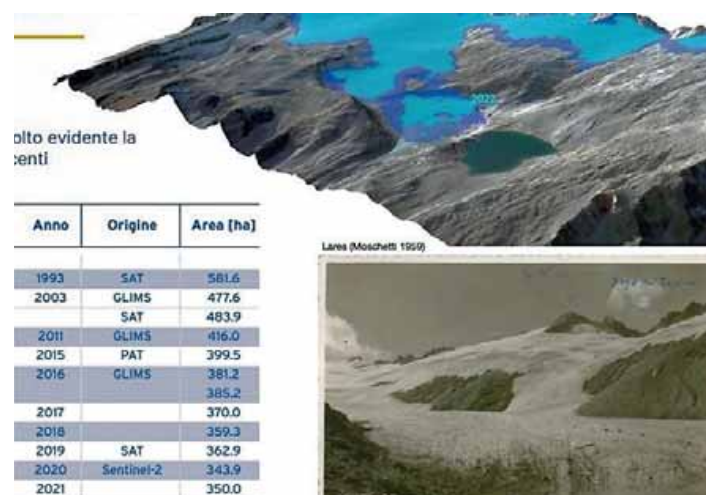 2022
olto evidente la
centi
Anno Origine Area [ha]
1993 SAT 581.6
2003 GLIMS 477.6
SAT 483.9
2011 GLIMS 416.0
2015 PAT 399.5
2016 GLIMS 381.2
385.2
2017 370.0
2018 359.3
2019 SAT 362.9
2020 Sentinel-2 343.9
2021 350.0
Lares (Moschetti 1959)